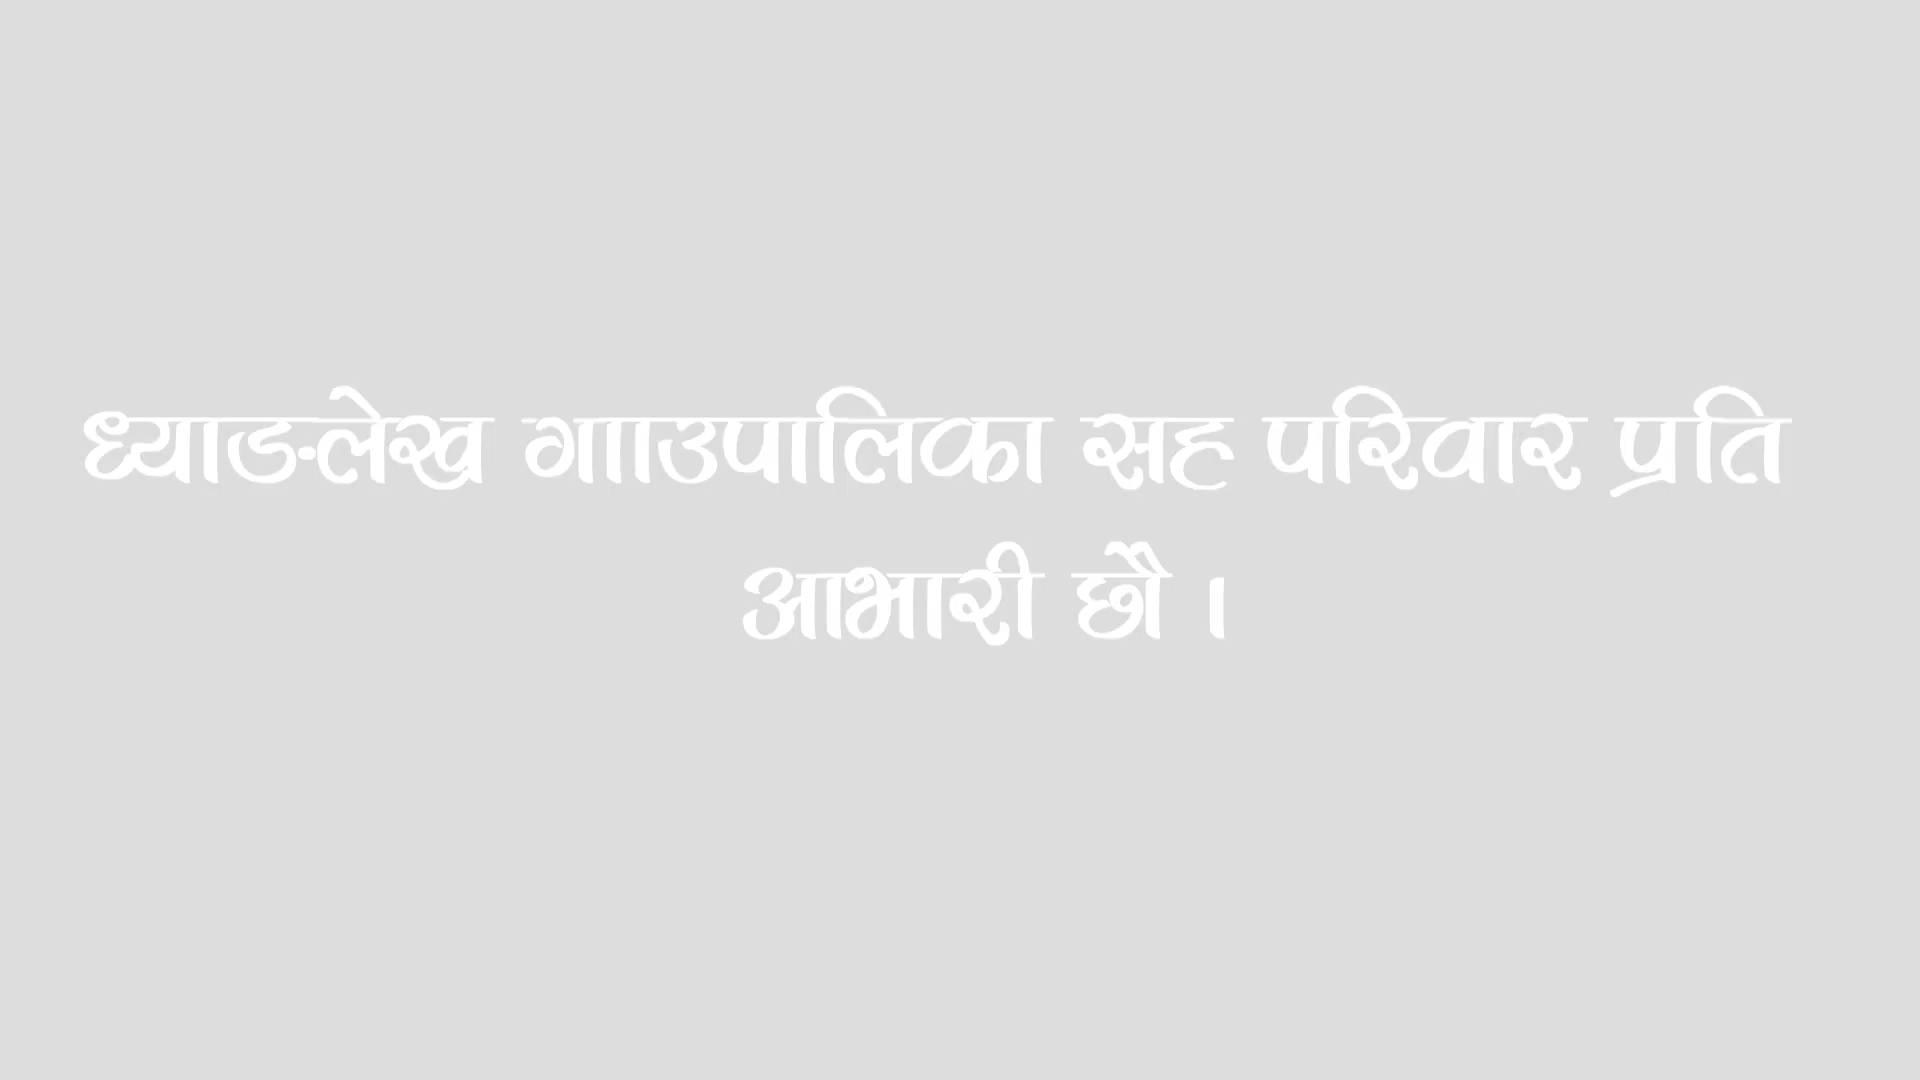 ध्याङलेख गााउपालिका सह परिवार प्रति
आभारी छौ ।